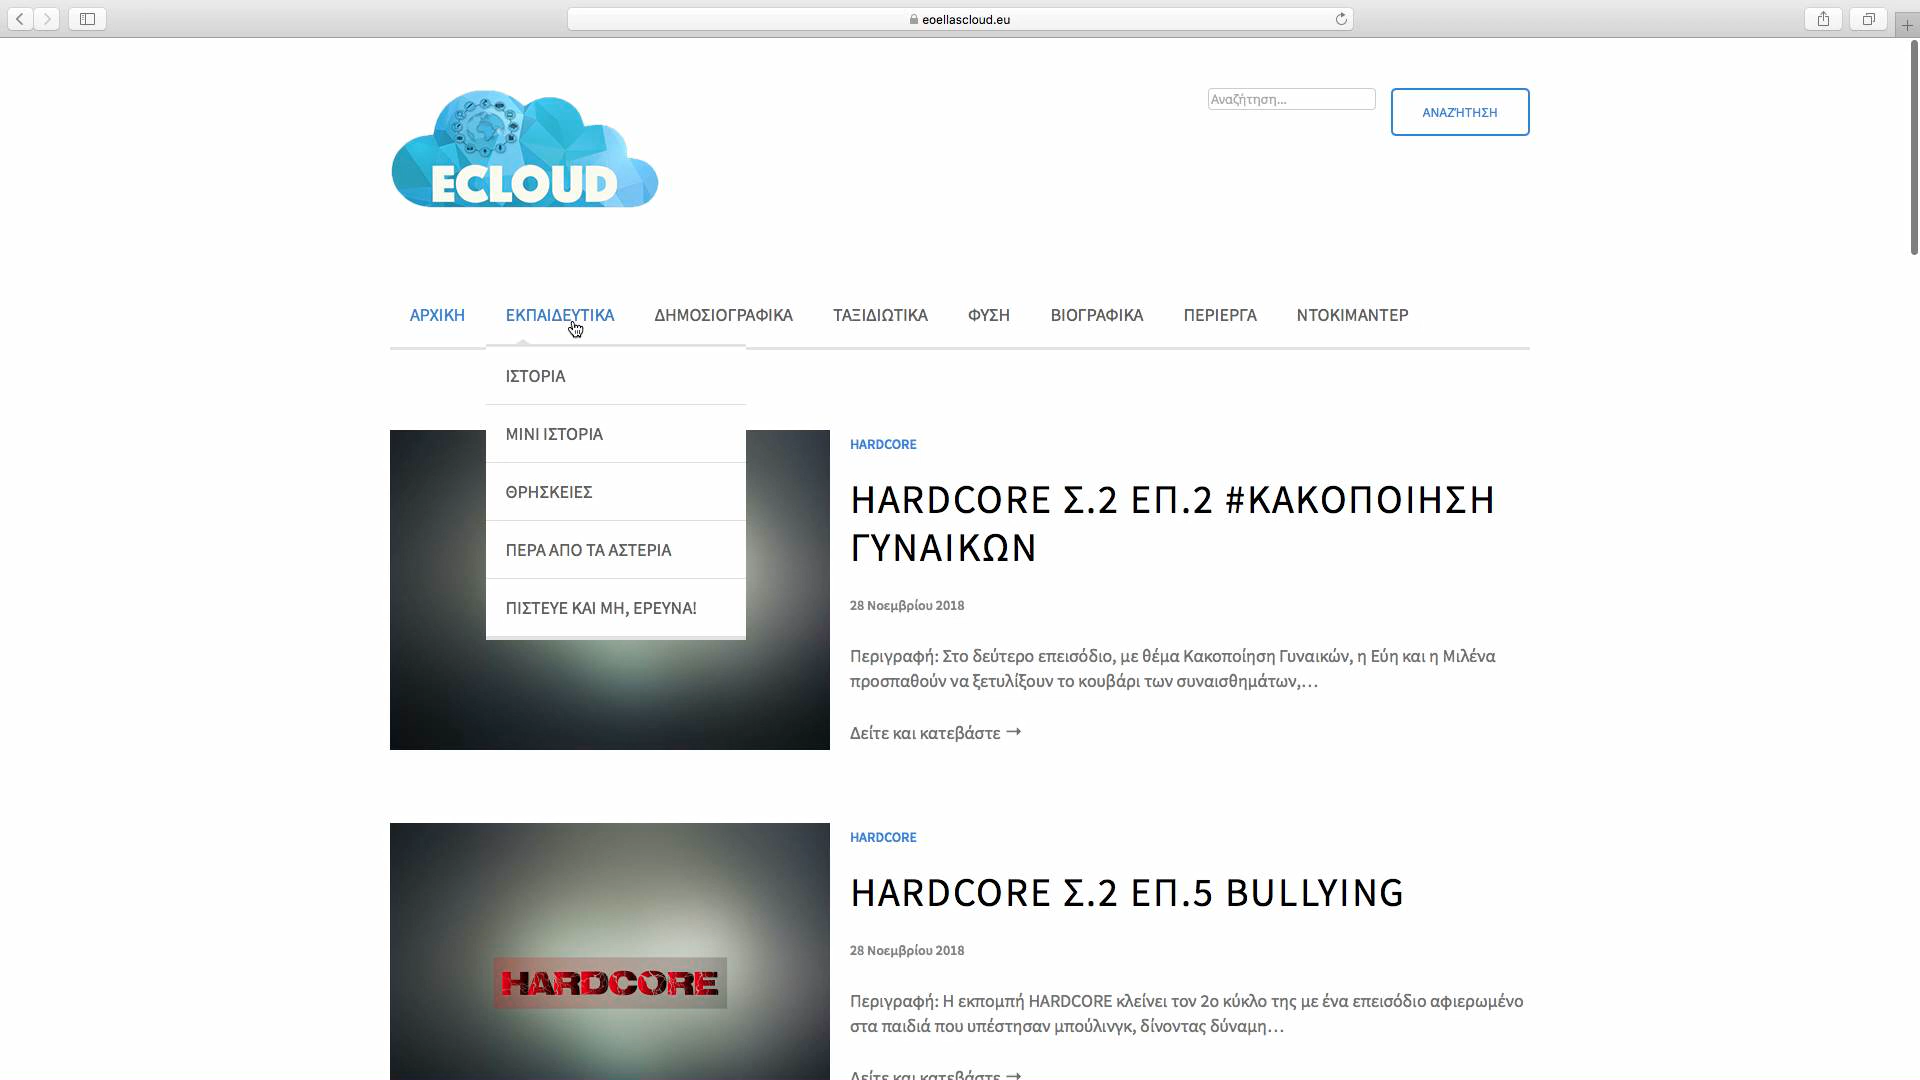 eoellascloud.eu
Αναζήτηση...
ΑΝΑΖΉΤΗΣΗ
ECLOUD
ΑΡΧΙΚΗ ΕΚΠΑΙΔΕΥΤΙΚΑ ΔΗΜΟΣΙΟΓΡΑΦΙΚΑ ΤΑΞΙΔΙΩΤΙΚΑ ΦΥΣΗ ΒΙΟΓΡΑΦΙΚΑ ΠΕΡΙΕΡΓΑ ΝΤΟΚΙΜΑΝΤΕΡ
ΙΣΤΟΡΙΑ
ΜΙΝΙ ΙΣΤΟΡΙΑ
ΘΡΗΣΚΕΙΕΣ
ΠΕΡΑ ΑΠΟ ΤΑ ΑΣΤΕΡΙΑ
ΠΙΣΤΕΥΕ ΚΑΙ ΜΗ, ΕΡΕΥΝΑ!
HARDCORE
HARDCORE Σ.2 ΕΠ.2 #ΚΑΚΟΠΟΙΗΣΗ
ΓΥΝΑΙΚΩΝ
28 Νοεμβρίου 2018
Περιγραφή: Στο δεύτερο επεισόδιο, με θέμα Κακοποίηση Γυναικών, η Εύη και η Μιλένα
προσπαθούν να ξετυλίξουν το κουβάρι των συναισθημάτων,…
Δείτε και κατεβάστε →
HARDCORE
HARDCORE
HARDCORE Σ.2 ΕΠ.5 BULLYING
28 Νοεμβρίου 2018
Περιγραφή: Η εκπομπή HARDCORE κλείνει τον 2ο κύκλο της με ένα επεισόδιο αφιερωμένο
στα παιδιά που υπέστησαν μπούλινγκ, δίνοντας δύναμη…
Δείτε και κατεβάστε →